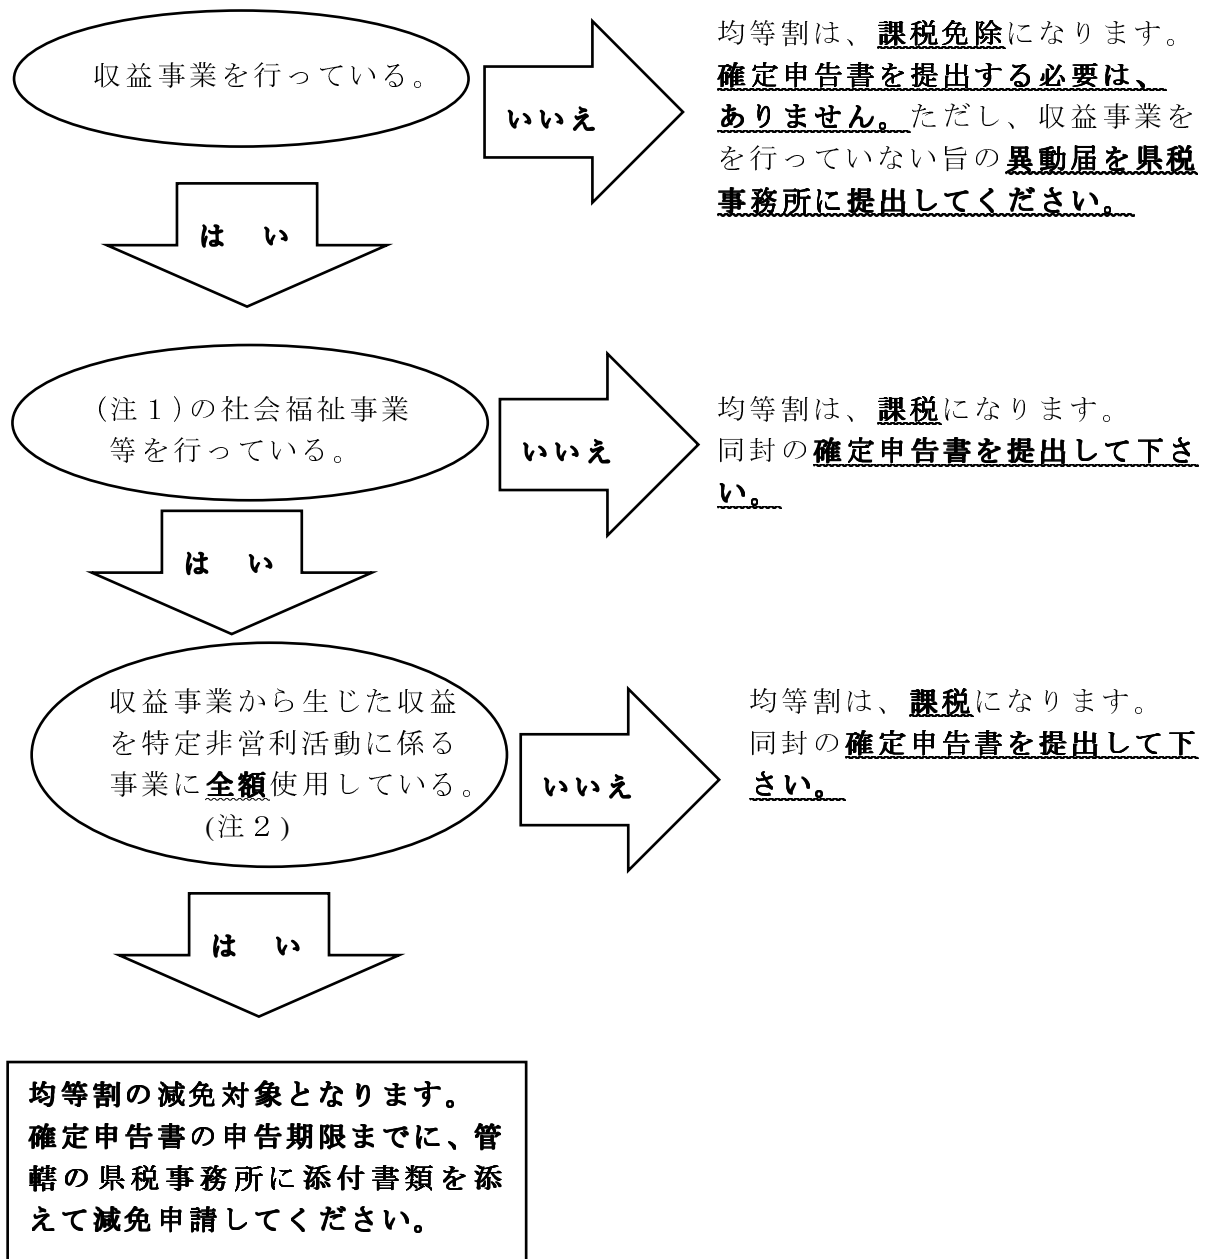 収益事業を行っている。
いいえ
均等割は、課税免除になります。
確定申告書を提出する必要は、
ありません。ただし、収益事業を
を行っていない旨の異動届を県税
事務所に提出してください。
は い
(注１)の社会福祉事業
等を行っている。
いいえ
均等割は、課税になります。
同封の確定申告書を提出して下さ
い。
は い
収益事業から生じた収益
を特定非営利活動に係る
事業に全額使用している。
(注２)
いいえ
均等割は、課税になります。
同封の確定申告書を提出して下
さい。
は い
均等割の減免対象となります。
確定申告書の申告期限までに、管
轄の県税事務所に添付書類を添
えて減免申請してください。